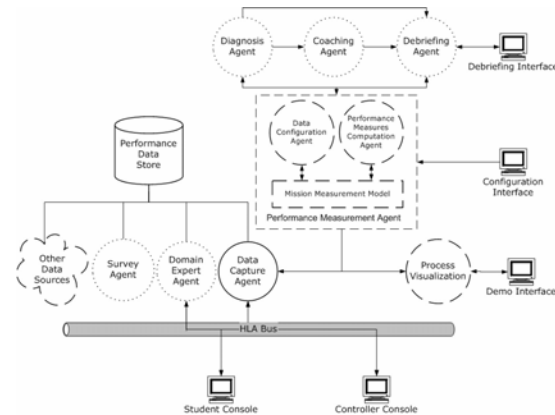 Diagnosis
Agent
Coaching
Agent
Debriefing
Agent
Debriefing Interface
Data
Configuration
Agent
Performance
Measures
Computation
Agent
Mission Measurement Model
Performance Measurement Agent
Configuration
Interface
Performance
Data
Store
Other
Data
Sources
Survey
Agent
Domain
Expert
Agent
Data
Capture
Agent
Process
Visualization
Demo Interface
HLA Bus
Student Console
Controller Console